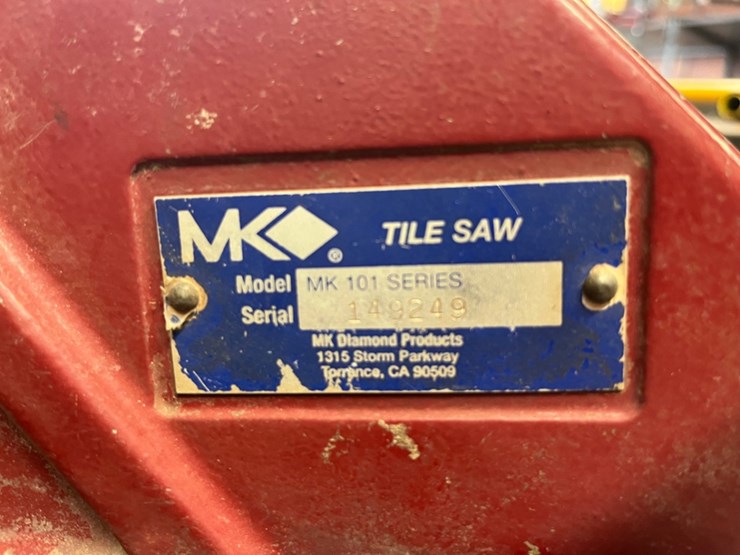 MK®
TILE SAW
Model MK 101 SERIES
Serial 149249
MK Diamond Products
1315 Storm Parkway
Torrance, CA 90509